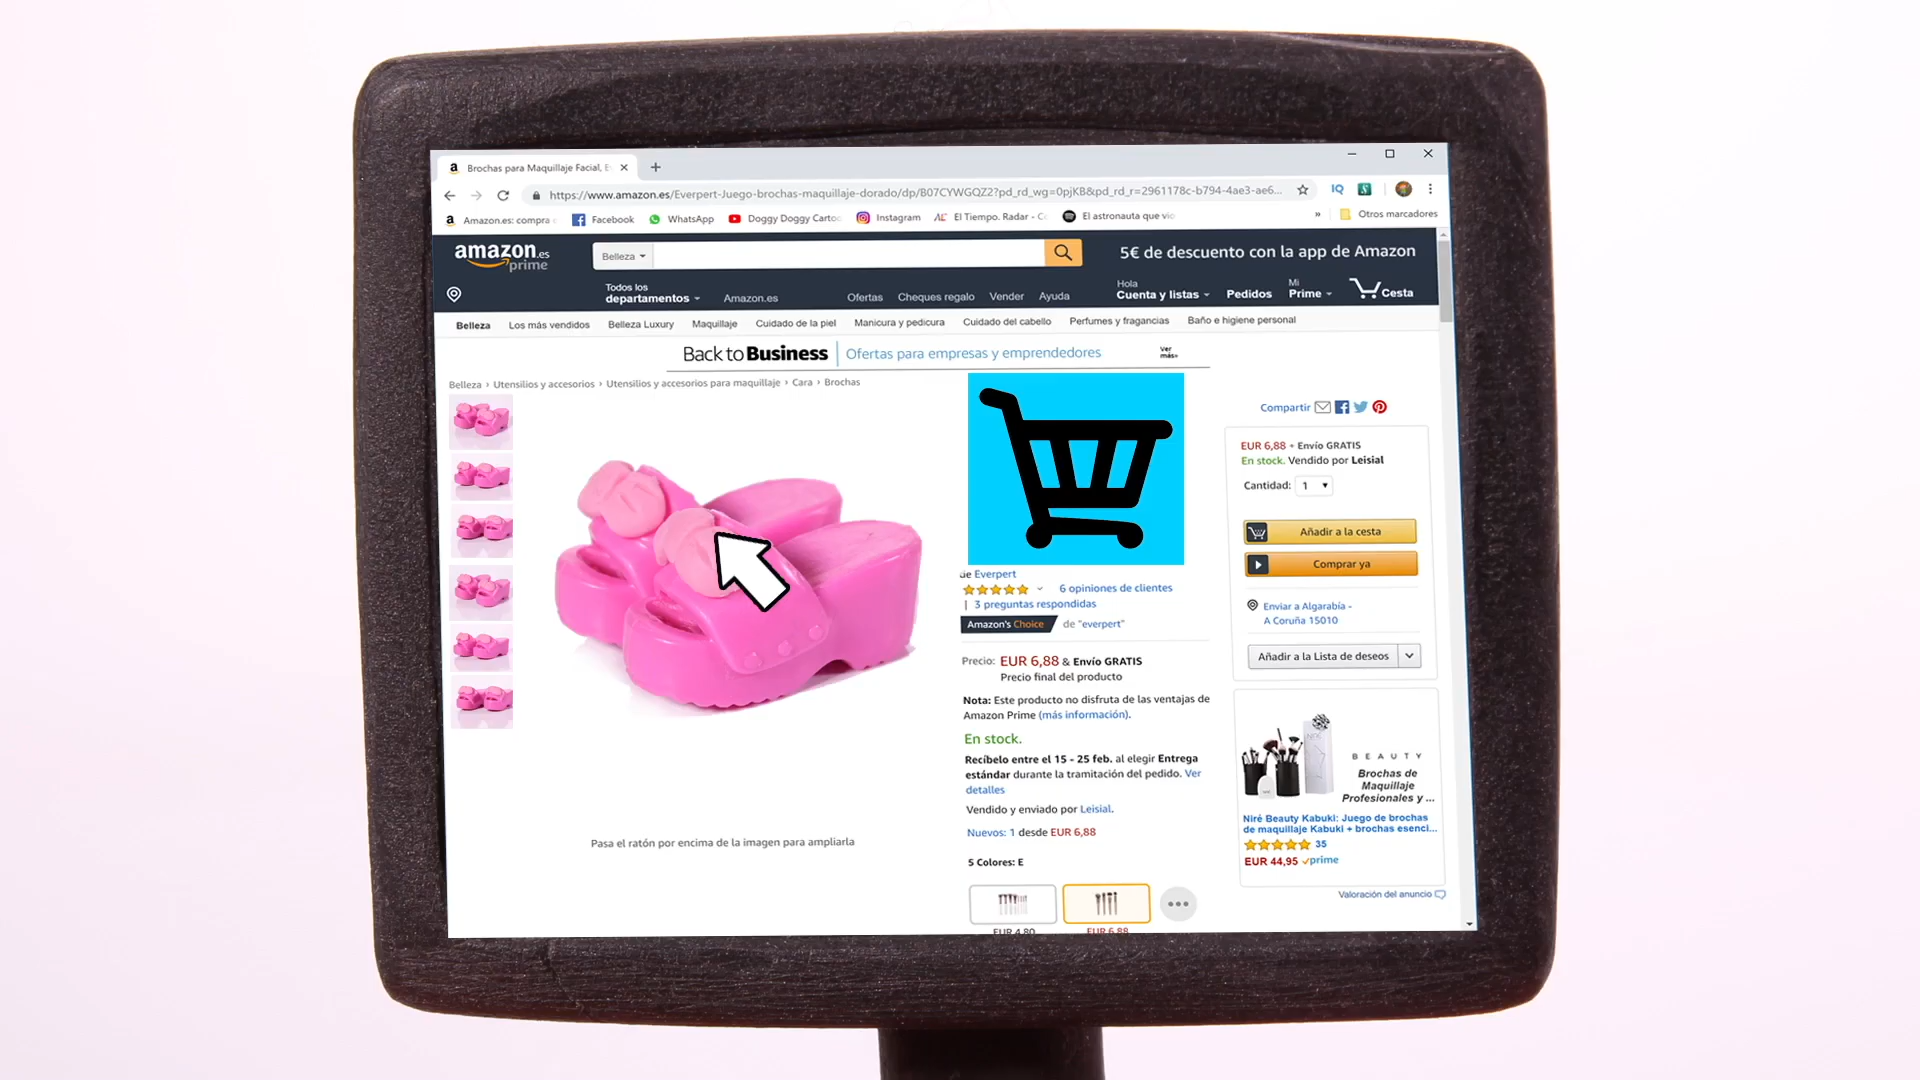 Brochas para Maquillaje Facial, E
https://www.amazon.es/Everpert-Juego-brochas-maquillaje-dorado/dp/B07CYWGQZ2?pd_rd_wg=0pjKB&pd_rd_r=2961178c-b794-4ae3-ae6...
IQ
Amazon.es: compra
Facebook
WhatsApp
Doggy Doggy Cartoo
Instagram
El Tiempo. Radar - C
El astronauta que vio
»
Otros marcadores
amazon.es
prime
Belleza
5€ de descuento con la app de Amazon
Todos los
departamentos
Amazon.es
Ofertas
Cheques regalo
Vender
Ayuda
Hola
Cuenta y listas
Pedidos
Mi
Prime
Cesta
Belleza
Los más vendidos
Belleza Luxury
Maquillaje
Cuidado de la piel
Manicura y pedicura
Cuidado del cabello
Perfumes y fragancias
Baño e higiene personal
Back to Business
Ofertas para empresas y emprendedores
Ver
más»
Belleza › Utensilios y accesorios › Utensilios y accesorios para maquillaje › Cara › Brochas
Pasa el ratón por encima de la imagen para ampliarla
de Everpert
6 opiniones de clientes
| 3 preguntas respondidas
Amazon's Choice de "everpert"
Precio: EUR 6,88 & Envío GRATIS
Precio final del producto
Nota: Este producto no disfruta de las ventajas de
Amazon Prime (más información).
En stock.
Recíbelo entre el 15 - 25 feb. al elegir Entrega
estándar durante la tramitación del pedido. Ver
detalles
Vendido y enviado por Leisial.
Nuevos: 1 desde EUR 6,88
5 Colores: E
EUR 4,80
EUR 6,88
Compartir
EUR 6,88 + Envío GRATIS
En stock. Vendido por Leisial
Cantidad: 1
Añadir a la cesta
Comprar ya
Enviar a Algarabía -
A Coruña 15010
Añadir a la Lista de deseos
BEAUTY
Brochas de
Maquillaje
Profesionales y ...
Niré Beauty Kabuki: Juego de brochas
de maquillaje Kabuki + brochas esenci...
35
EUR 44,95 prime
Valoración del anuncio